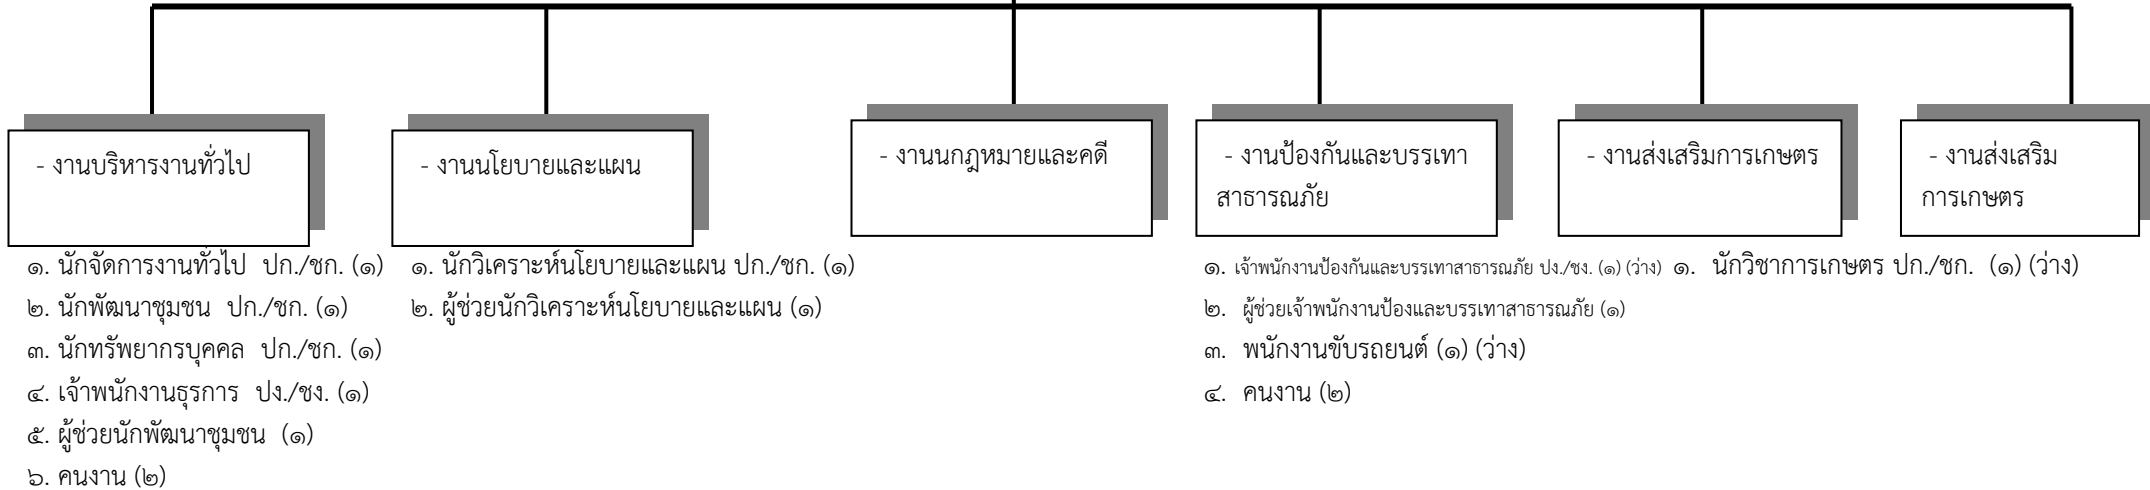 - งานบริหารงานทั่วไป
- งานนโยบายและแผน
- งานนกฎหมายและคดี
- งานป้องกันและบรรเทา
สาธารณภัย
- งานส่งเสริมการเกษตร
- งานส่งเสริม
การเกษตร
๑. นักจัดการงานทั่วไป ปก./ชก. (๑)
๒. นักพัฒนาชุมชน ปก./ชก. (๑)
๓. นักทรัพยากรบุคคล ปก./ชก. (๑)
๔. เจ้าพนักงานธุรการ ปง./ชง. (๑)
๕. ผู้ช่วยนักพัฒนาชุมชน (๑)
๖. คนงาน (๒)
๑. นักวิเคราะห์นโยบายและแผน ปก./ชก. (๑)
๒. ผู้ช่วยนักวิเคราะห์นโยบายและแผน (๑)
๑. เจ้าพนักงานป้องกันและบรรเทาสาธารณภัย ปง./ชง. (๑) (ว่าง)
๒. ผู้ช่วยเจ้าพนักงานป้องและบรรเทาสาธารณภัย (๑)
๓. พนักงานขับรถยนต์ (๑) (ว่าง)
๔. คนงาน (๒)
๑. นักวิชาการเกษตร ปก./ชก. (๑) (ว่าง)